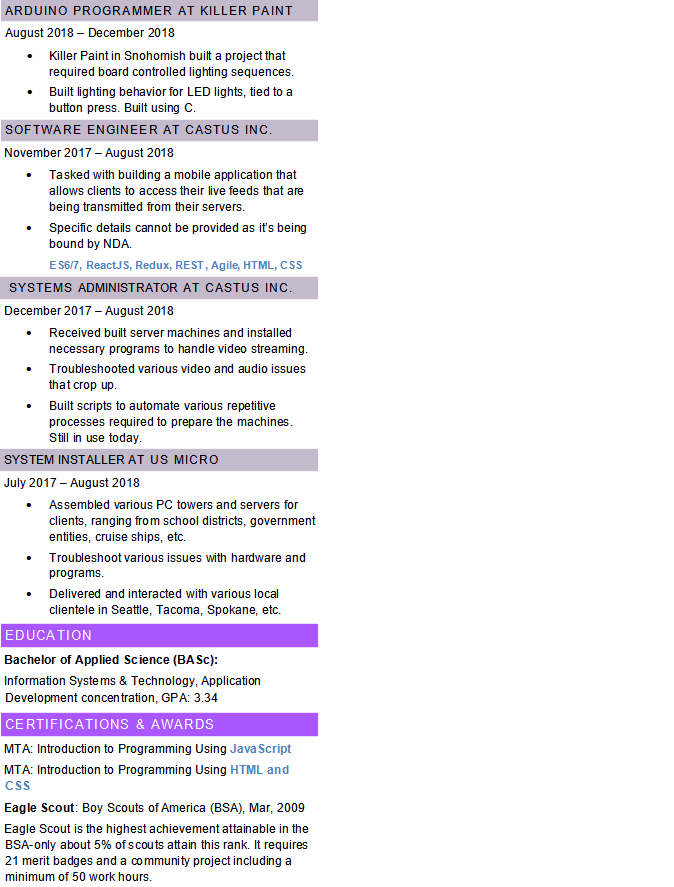 ARDUINO PROGRAMMER AT KILLER PAINT
August 2018 – December 2018
• Killer Paint in Snohomish built a project that
required board controlled lighting sequences.
• Built lighting behavior for LED lights, tied to a
button press. Built using C.
SOFTWARE ENGINEER AT CASTUS INC.
November 2017 – August 2018
• Tasked with building a mobile application that
allows clients to access their live feeds that are
being transmitted from their servers.
• Specific details cannot be provided as it's being
bound by NDA.
ES6/7, ReactJS, Redux, REST, Agile, HTML, CSS
SYSTEMS ADMINISTRATOR AT CASTUS INC.
December 2017 – August 2018
• Received built server machines and installed
necessary programs to handle video streaming.
• Troubleshooted various video and audio issues
that crop up.
• Built scripts to automate various repetitive
processes required to prepare the machines.
Still in use today.
SYSTEM INSTALLER AT US MICRO
July 2017 – August 2018
• Assembled various PC towers and servers for
clients, ranging from school districts, government
entities, cruise ships, etc.
• Troubleshoot various issues with hardware and
programs.
• Delivered and interacted with various local
clientele in Seattle, Tacoma, Spokane, etc.
EDUCATION
Bachelor of Applied Science (BASc):
Information Systems & Technology, Application
Development concentration, GPA: 3.34
CERTIFICATIONS & AWARDS
MTA: Introduction to Programming Using JavaScript
MTA: Introduction to Programming Using HTML and
CSS
Eagle Scout: Boy Scouts of America (BSA), Mar, 2009
Eagle Scout is the highest achievement attainable in the
BSA-only about 5% of scouts attain this rank. It requires
21 merit badges and a community project including a
minimum of 50 work hours.